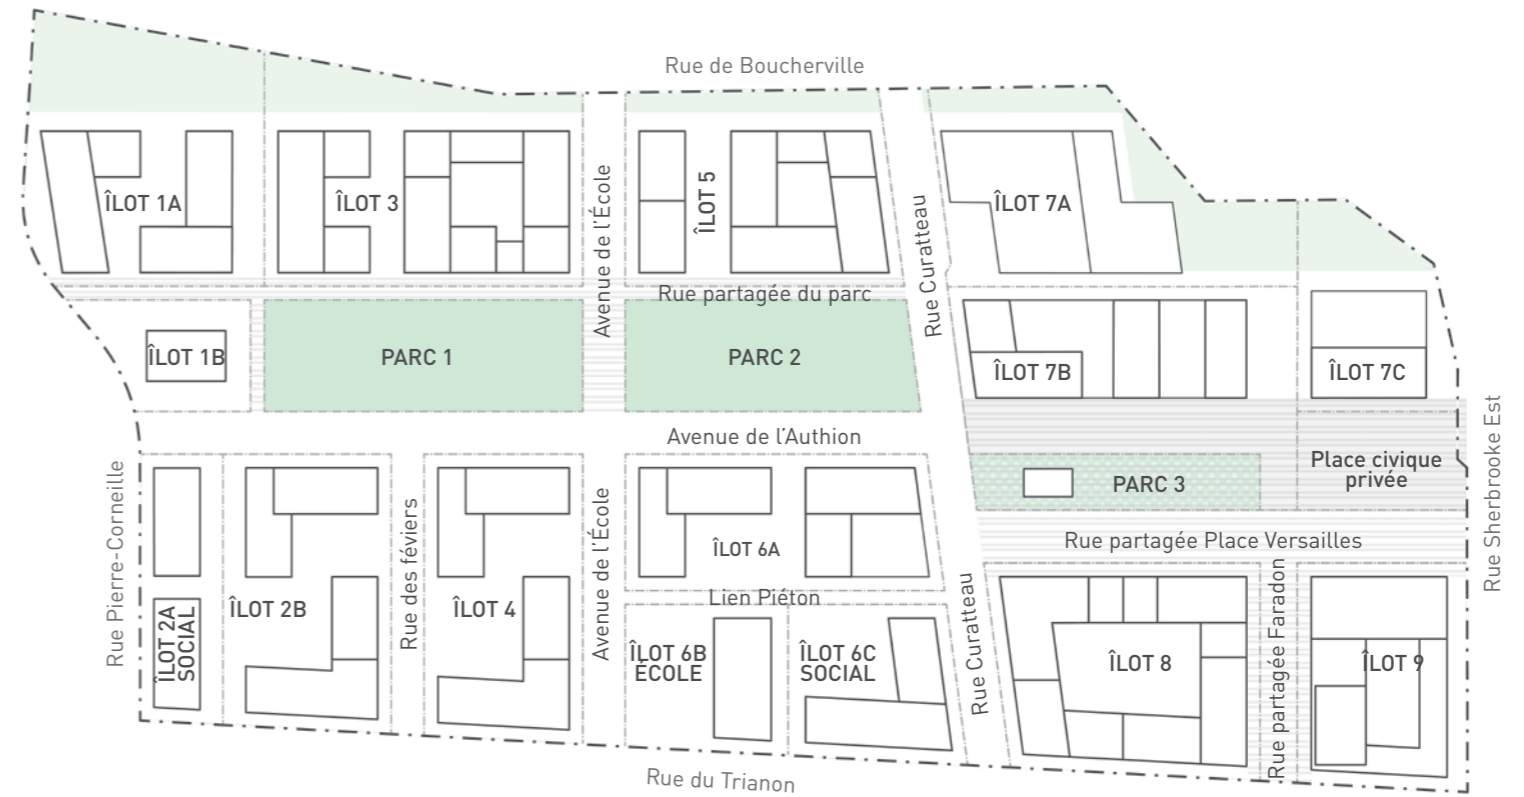 Rue de Boucherville
ÎLOT 1A
ÎLOT 3
Avenue de l'École
ÎLOT 5
Rue Curatteau
ÎLOT 7A
Rue partagée du parc
ÎLOT 1B
PARC 1
PARC 2
ÎLOT 7B
ÎLOT 7C
Avenue de l'Authion
Rue Sherbrooke Est
Place civique
privée
PARC 3
Rue Pierre-Corneille
Rue des féviers
Avenue de l'École
ÎLOT 6A
Rue partagée Place Versailles
Lien Piéton
ÎLOT 2A
SOCIAL
ÎLOT 2B
ÎLOT 4
ÎLOT 6B
ÉCOLE
ÎLOT 6C
SOCIAL
Rue Curatteau
ÎLOT 8
Rue partagée Faradon
ÎLOT 9
Rue du Trianon